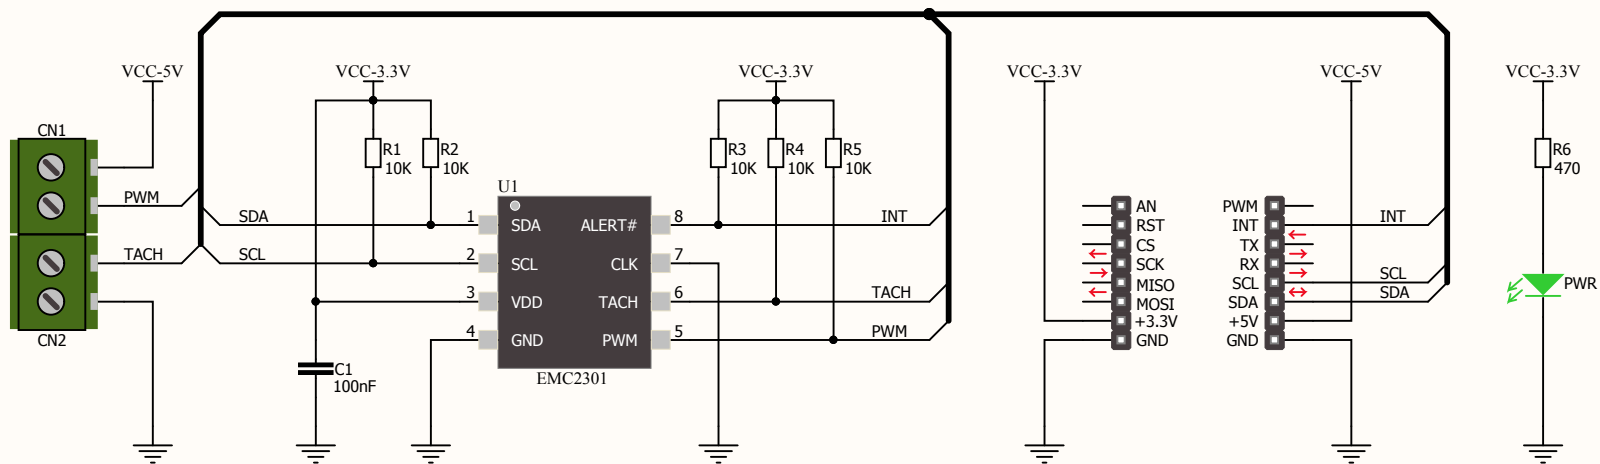 VCC-5V
VCC-3.3V
VCC-3.3V
VCC-3.3V
VCC-5V
VCC-3.3V
CN1
PWM
TACH
CN2
SDA
SCL
R1
10K
R2
10K
C1
100nF
U1
1 SDA ALERT# 8
2 SCL CLK 7
3 VDD TACH 6
4 GND PWM 5
EMC2301
R3
10K
R4
10K
R5
10K
INT
TACH
PWM
AN
RST
CS
SCK
MISO
MOSI
+3.3V
GND
PWM
INT
TX
RX
SCL
SDA
+5V
GND
INT
SCL
SDA
R6
470
PWR